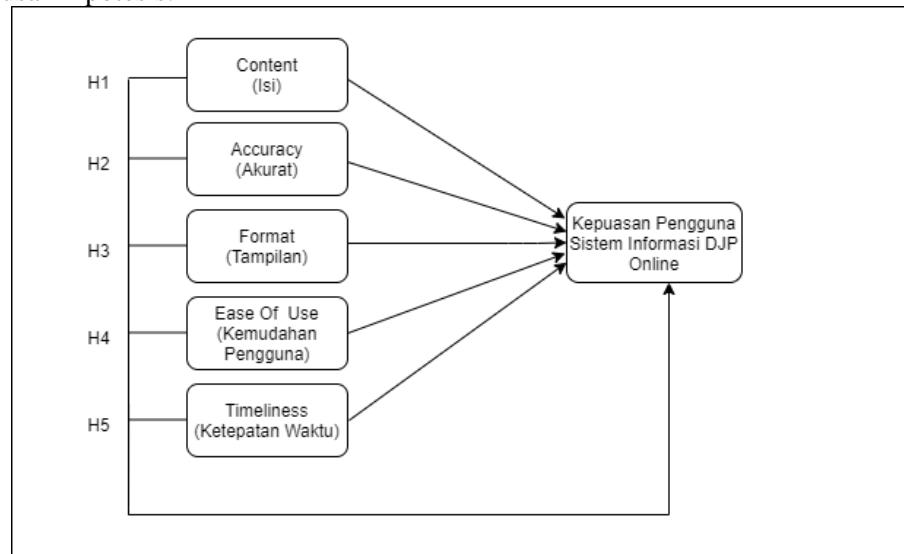 H1
Content
(Isi)
H2
Accuracy
(Akurat)
H3
Format
(Tampilan)
H4
Ease Of Use
(Kemudahan
Pengguna)
H5
Timeliness
(Ketepatan Waktu)
Kepuasan Pengguna
Sistem Informasi DJP
Online